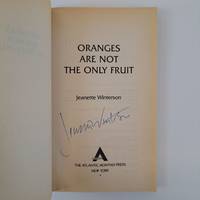 ORANGES
ARE NOT
THE ONLY FRUIT
Jeanette Winterson
THE ATLANTIC MONTHLY PRESS
NEW YORK